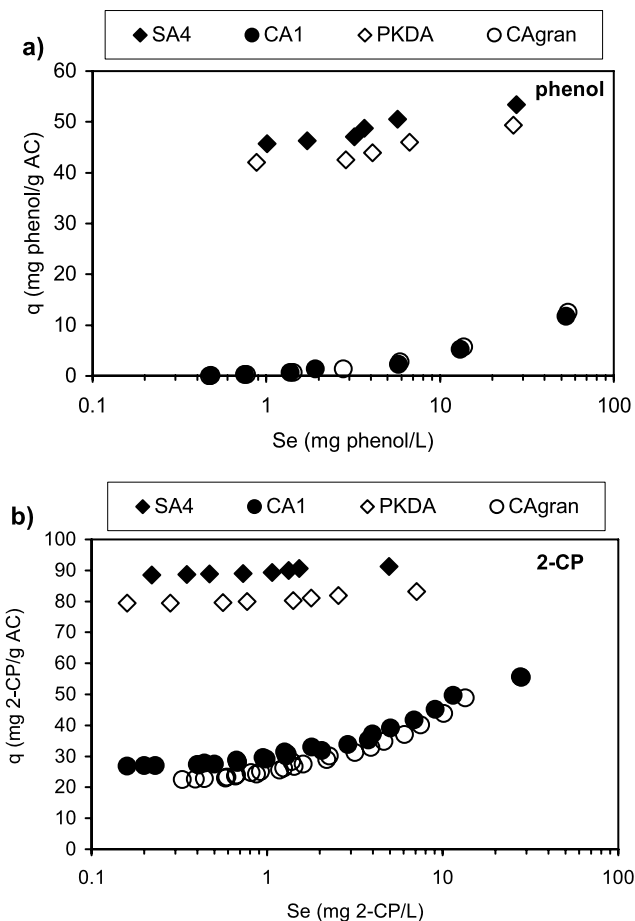 a)
SA4 CA1 PKDA CAgran
phenol
60
50
40
30
20
10
0
q (mg phenol/g AC)
0.1 1 10 100
Se (mg phenol/L)
b)
SA4 CA1 PKDA CAgran
2-CP
100
90
80
70
60
50
40
30
20
10
0
q (mg 2-CP/g AC)
0.1 1 10 100
Se (mg 2-CP/L)